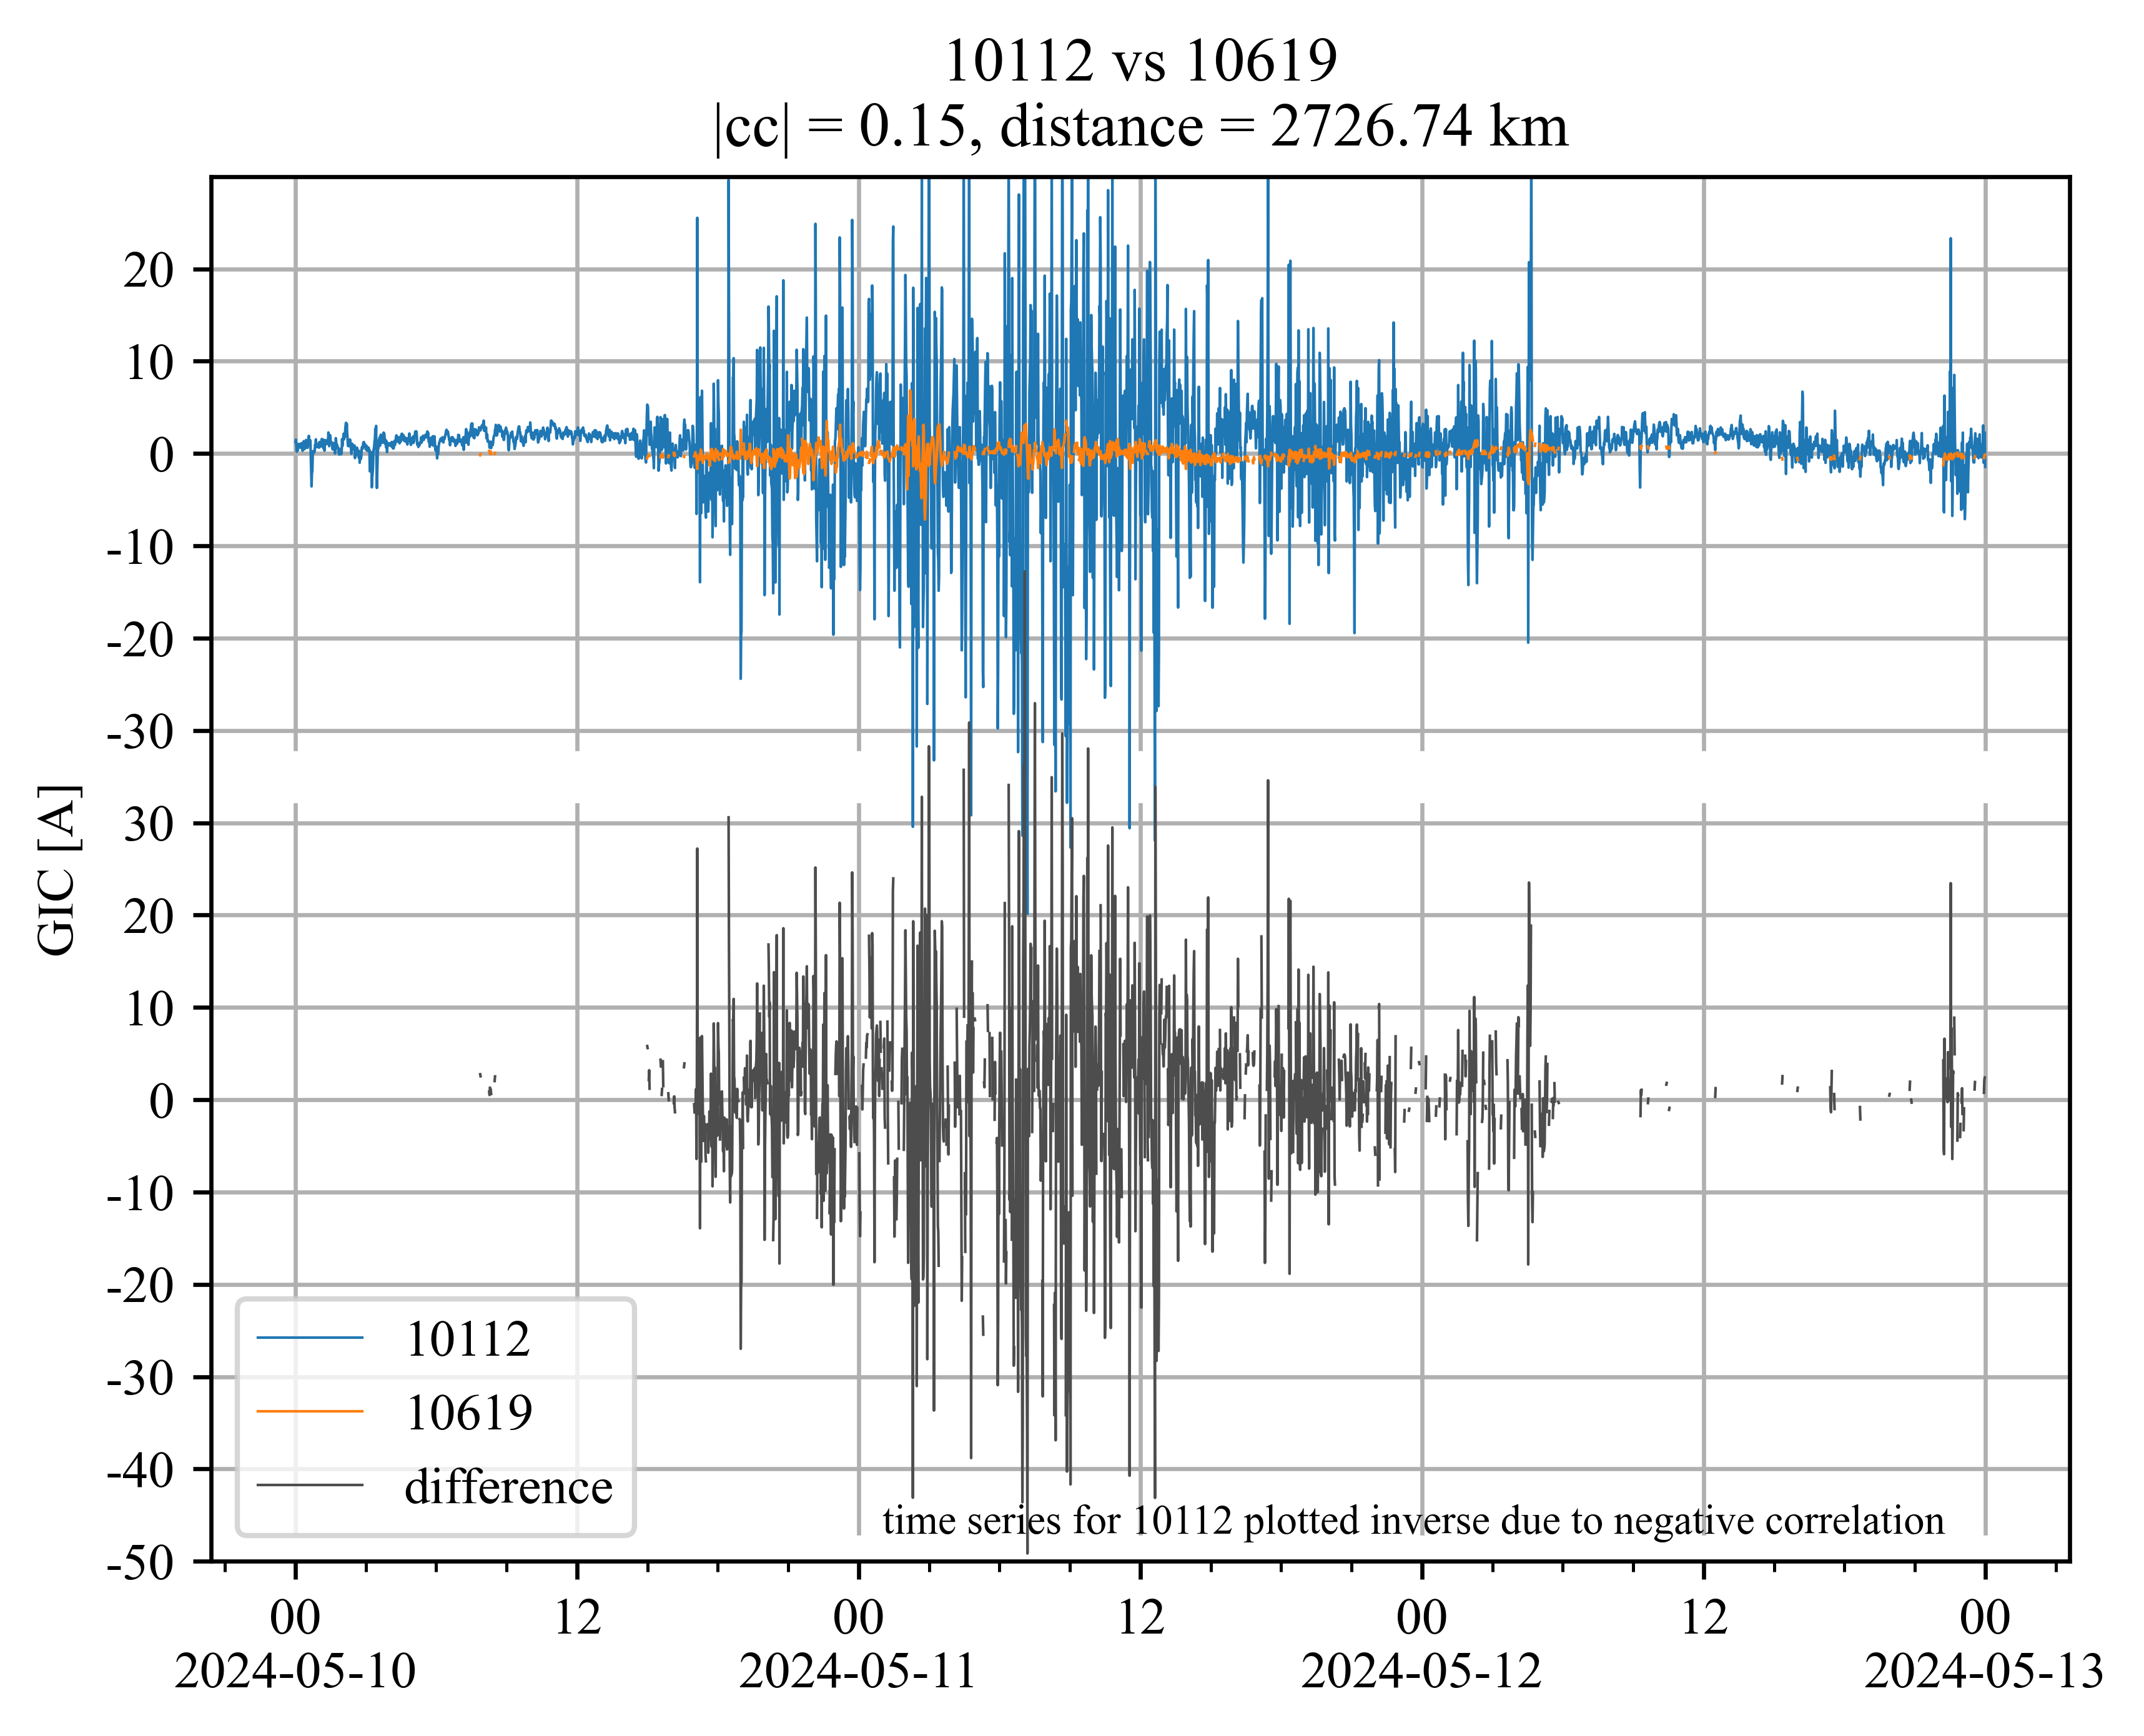 10112 vs 10619
|cc| = 0.15, distance = 2726.74 km
20
10
0
-10
-20
-30
30
20
10
0
-10
-20
-30
-40
-50
GIC [A]
10112
10619
difference
time series for 10112 plotted inverse due to negative correlation
00 12 00 12 00 12 00
2024-05-10 2024-05-11 2024-05-12 2024-05-13